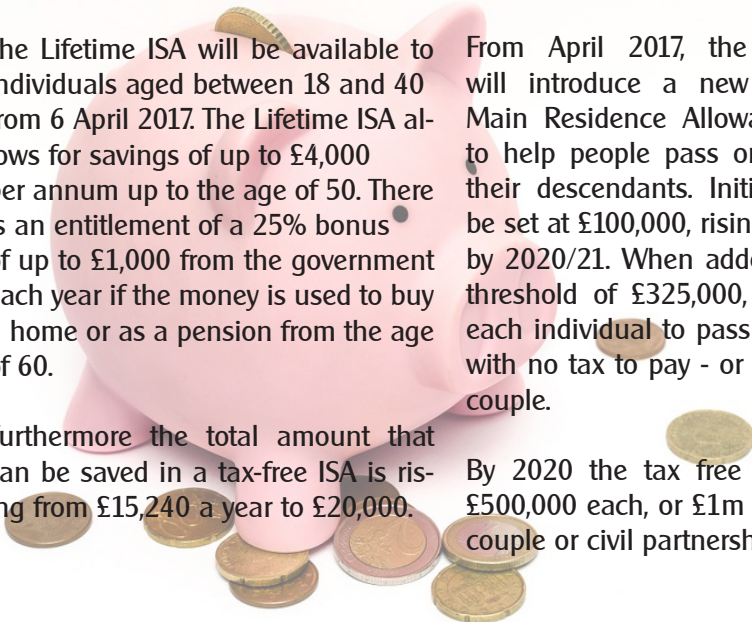 he Lifetime ISA will be available to
ndividuals aged between 18 and 40
rom 6 April 2017. The Lifetime ISA al-
ows for savings of up to £4,000
per annum up to the age of 50. There
s an entitlement of a 25% bonus
f up to £1,000 from the government
ach year if the money is used to buy
home or as a pension from the age
f 60.
urthermore the total amount that
an be saved in a tax-free ISA is ris-
ng from £15,240 a year to £20,000.
From April 2017, the
will introduce a new
Main Residence Allowa
to help people pass on
their descendants. Initi
be set at £100,000, risin
by 2020/21. When adde
threshold of £325,000,
each individual to pass
with no tax to pay - or
couple.
By 2020 the tax free
£500,000 each, or £1m
couple or civil partnersh